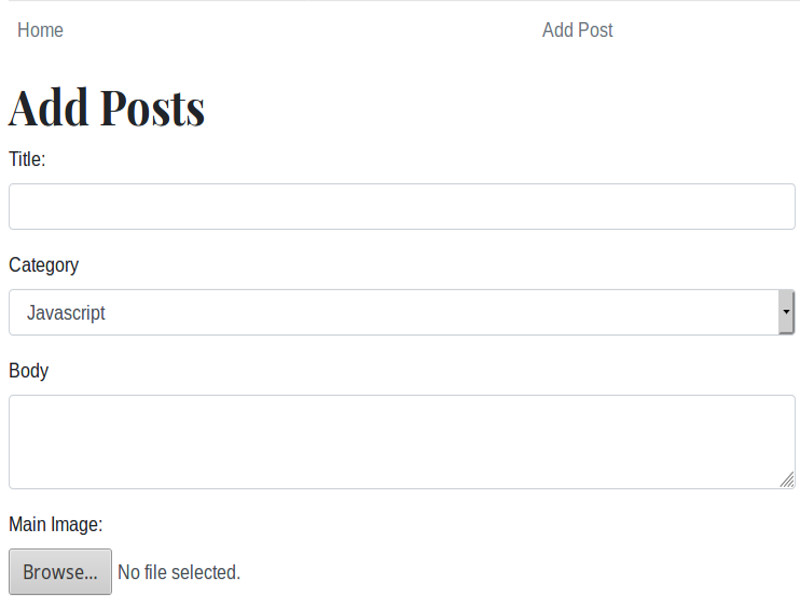 Home Add Post
Add Posts
Title:
Category
Javascript
Body
Main Image:
Browse... No file selected.